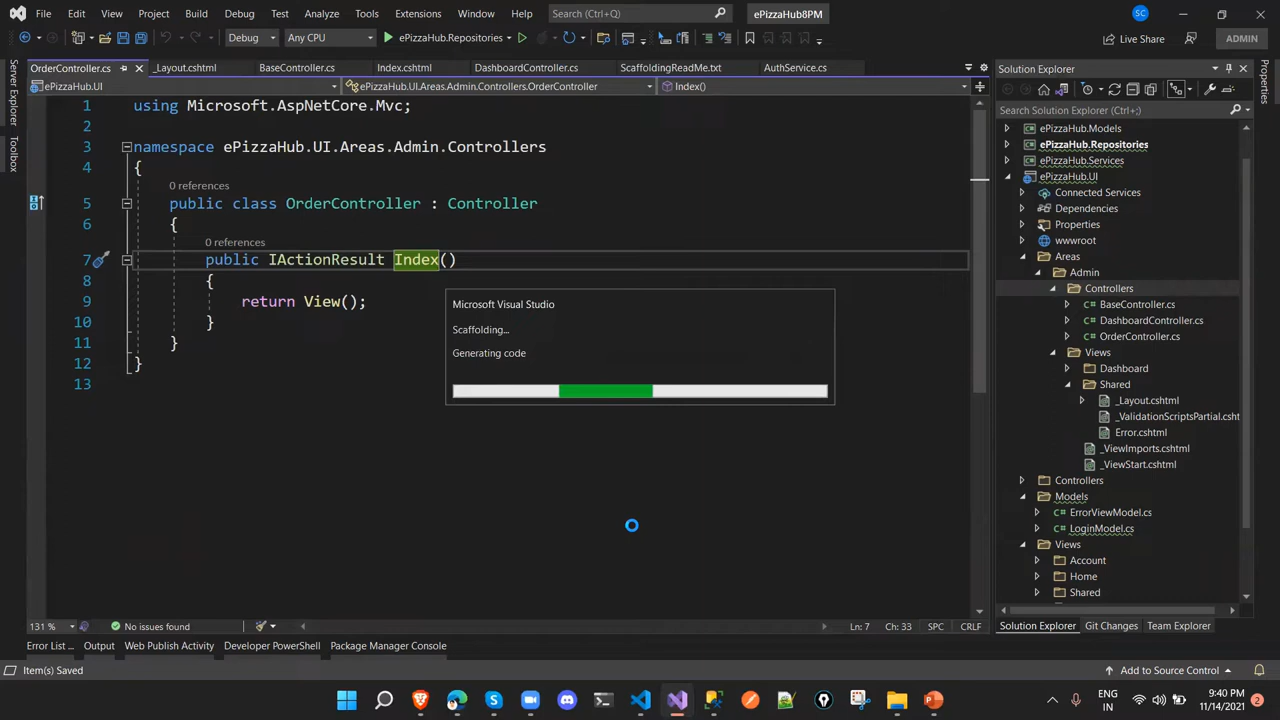 File Edit View Git Project Build Debug Test Analyze Tools Extensions Window Help Search (Ctrl+Q) ePizzaHub8PM SC
Debug Any CPU ePizzaHub.Repositories Live Share ADMIN
Server Explorer
Toolbox
OrderController.cs _Layout.cshtml BaseController.cs Index.cshtml DashboardController.cs ScaffoldingReadMe.txt AuthService.cs
ePizzaHub.UI ePizzaHub.UI.Areas.Admin.Controllers.OrderController Index()
1 using Microsoft.AspNetCore.Mvc;
2
3 namespace ePizzaHub.UI.Areas.Admin.Controllers
4 {
0 references
5 public class OrderController : Controller
6 {
0 references
7 public IActionResult Index()
8 {
9 return View();
10 }
11 }
12 }
13
Microsoft Visual Studio
Scaffolding...
Generating code
131 % No issues found Ln: 7 Ch: 33 SPC CRLF
Error List ... Output Web Publish Activity Developer PowerShell Package Manager Console
Solution Explorer
Search Solution Explorer
ePizzaHub.Models
ePizzaHub.Repositories
ePizzaHub.Services
ePizzaHub.UI
Connected Services
Dependencies
Properties
wwwroot
Areas
Admin
Controllers
BaseController.cs
DashboardController.cs
OrderController.cs
Views
Dashboard
Shared
_Layout.cshtml
_ValidationScriptsPartial.csht
Error.cshtml
_ViewImports.cshtml
_ViewStart.cshtml
Controllers
Models
ErrorViewModel.cs
LoginModel.cs
Views
Account
Home
Shared
Solution Explorer Git Changes Team Explorer
Properties
Item(s) Saved Add to Source Control
ENG
IN
9:40 PM
11/14/2021
2